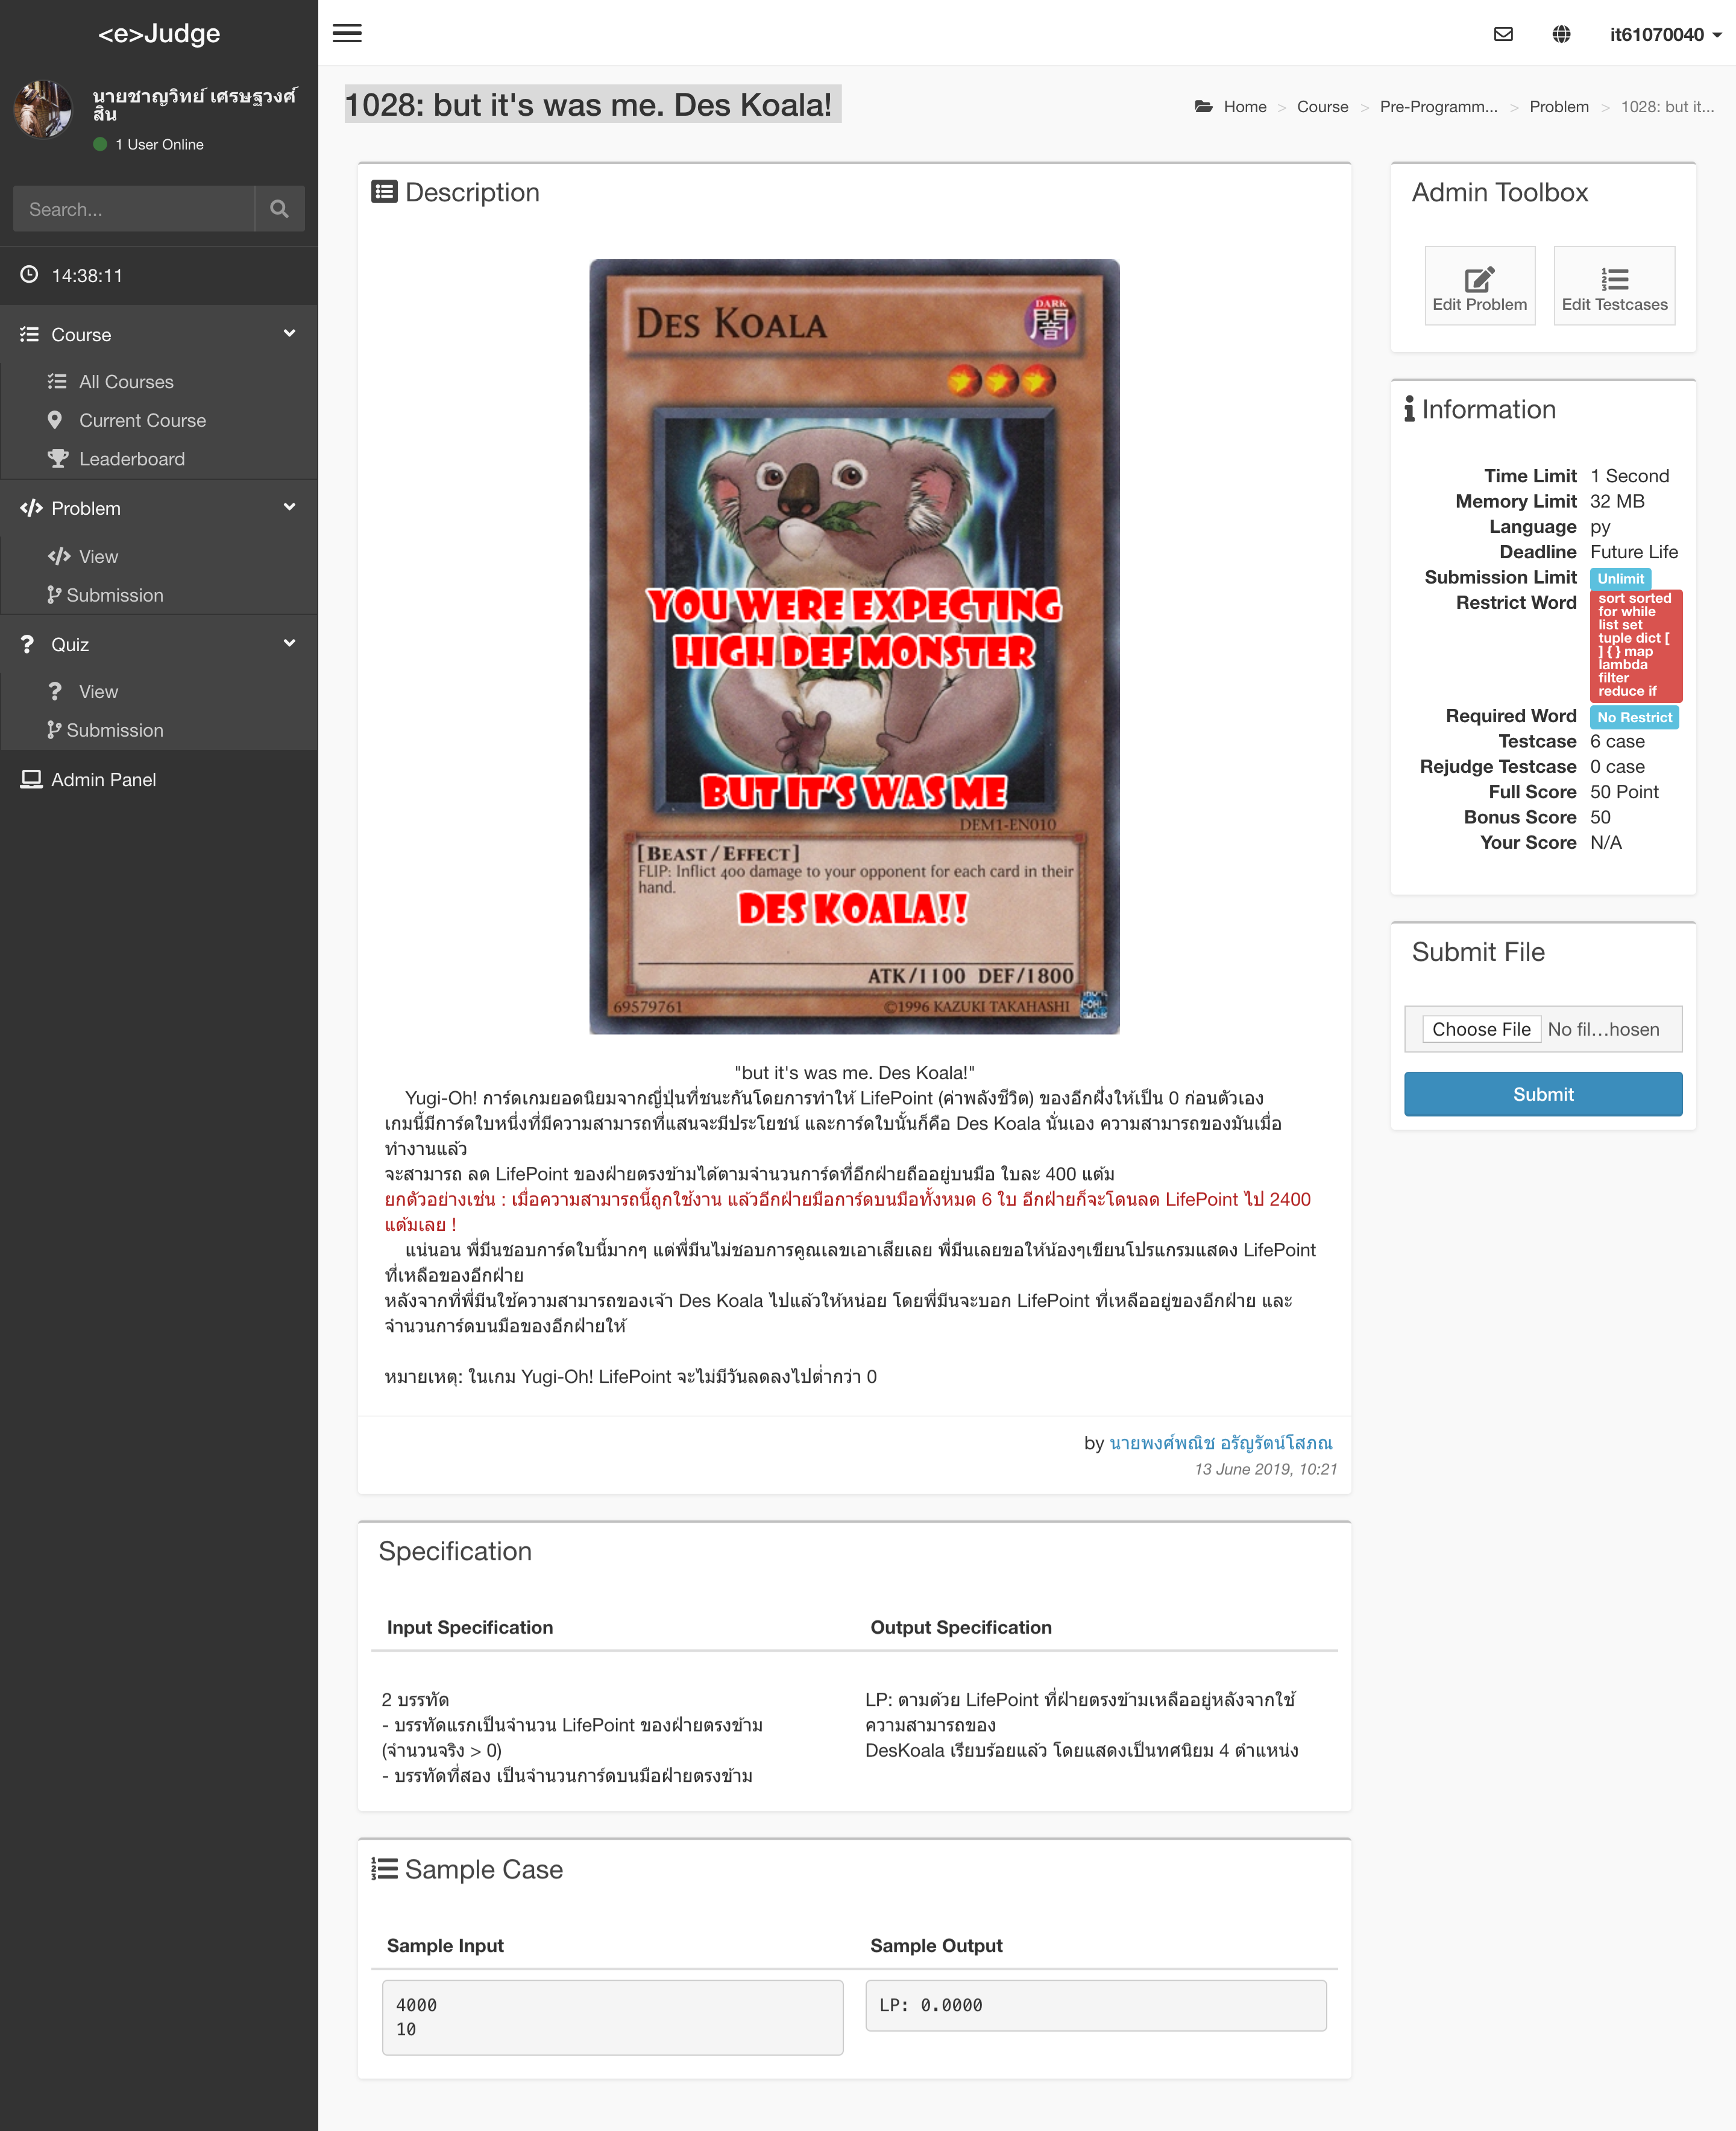 <e>Judge
it61070040
นายชาญวิทย์ เศรษฐวงศ์
สิน
1 User Online
Search...
14:38:11
Course
All Courses
Current Course
Leaderboard
Problem
View
Submission
Quiz
View
Submission
Admin Panel
1028: but it's was me. Des Koala!
Home > Course > Pre-Programm... > Problem > 1028: but it...
Description
DES KOALA
DARK
闇
YOU WERE EXPECTING
HIGH DEF MONSTER
BUT IT'S WAS ME
DEM1-EN010
[BEAST/EFFECT]
FLIP: Inflict 400 damage to your opponent for each card in their
hand.
DES KOALA!!
ATK/1100 DEF/1800
69579761
©1996 KAZUKI TAKAHASHI
"but it's was me. Des Koala!"
Yugi-Oh! การ์ดเกมยอดนิยมจากญี่ปุ่นที่ชนะกันโดยการทำให้ LifePoint (ค่าพลังชีวิต) ของอีกฝั่งให้เป็น 0 ก่อนตัวเอง
เกมนี้มีการ์ดใบหนึ่งที่มีความสามารถที่แสนจะมีประโยชน์ และการ์ดใบนั้นก็คือ Des Koala นั่นเอง ความสามารถของมันเมื่อ
ทำงานแล้ว
จะสามารถ ลด LifePoint ของฝ่ายตรงข้ามได้ตามจำนวนการ์ดที่อีกฝ่ายถืออยู่บนมือ ใบละ 400 แต้ม
ยกตัวอย่างเช่น : เมื่อความสามารถนี้ถูกใช้งาน แล้วอีกฝ่ายมือการ์ดบนมือทั้งหมด 6 ใบ อีกฝ่ายก็จะโดนลด LifePoint ไป 2400
แต้มเลย !
แน่นอน พี่มีนชอบการ์ดใบนี้มากๆ แต่พี่มีนไม่ชอบการคูณเลขเอาเสียเลย พี่มีนเลยขอให้น้องๆเขียนโปรแกรมแสดง LifePoint
ที่เหลือของอีกฝ่าย
หลังจากที่พี่มีนใช้ความสามารถของเจ้า Des Koala ไปแล้วให้หน่อย โดยพี่มีนจะบอก LifePoint ที่เหลืออยู่ของอีกฝ่าย และ
จำนวนการ์ดบนมือของอีกฝ่ายให้
หมายเหตุ: ในเกม Yugi-Oh! LifePoint จะไม่มีวันลดลงไปต่ำกว่า 0
by นายพงศ์พณิช อรัญรัตน์โสภณ
13 June 2019, 10:21
Admin Toolbox
Edit Problem
Edit Testcases
Information
Time Limit 1 Second
Memory Limit 32 MB
Language py
Deadline Future Life
Submission Limit Unlimit
Restrict Word sort sorted
for while
list set
tuple dict [
] { } map
lambda
filter
reduce if
Required Word No Restrict
Testcase 6 case
Rejudge Testcase 0 case
Full Score 50 Point
Bonus Score 50
Your Score N/A
Submit File
Choose File No fil...hosen
Submit
Specification
Input Specification
2 บรรทัด
- บรรทัดแรกเป็นจำนวน LifePoint ของฝ่ายตรงข้าม
(จำนวนจริง > 0)
- บรรทัดที่สอง เป็นจำนวนการ์ดบนมือฝ่ายตรงข้าม
Output Specification
LP: ตามด้วย LifePoint ที่ฝ่ายตรงข้ามเหลืออยู่หลังจากใช้
ความสามารถของ
DesKoala เรียบร้อยแล้ว โดยแสดงเป็นทศนิยม 4 ตำแหน่ง
Sample Case
Sample Input
4000
10
Sample Output
LP: 0.0000